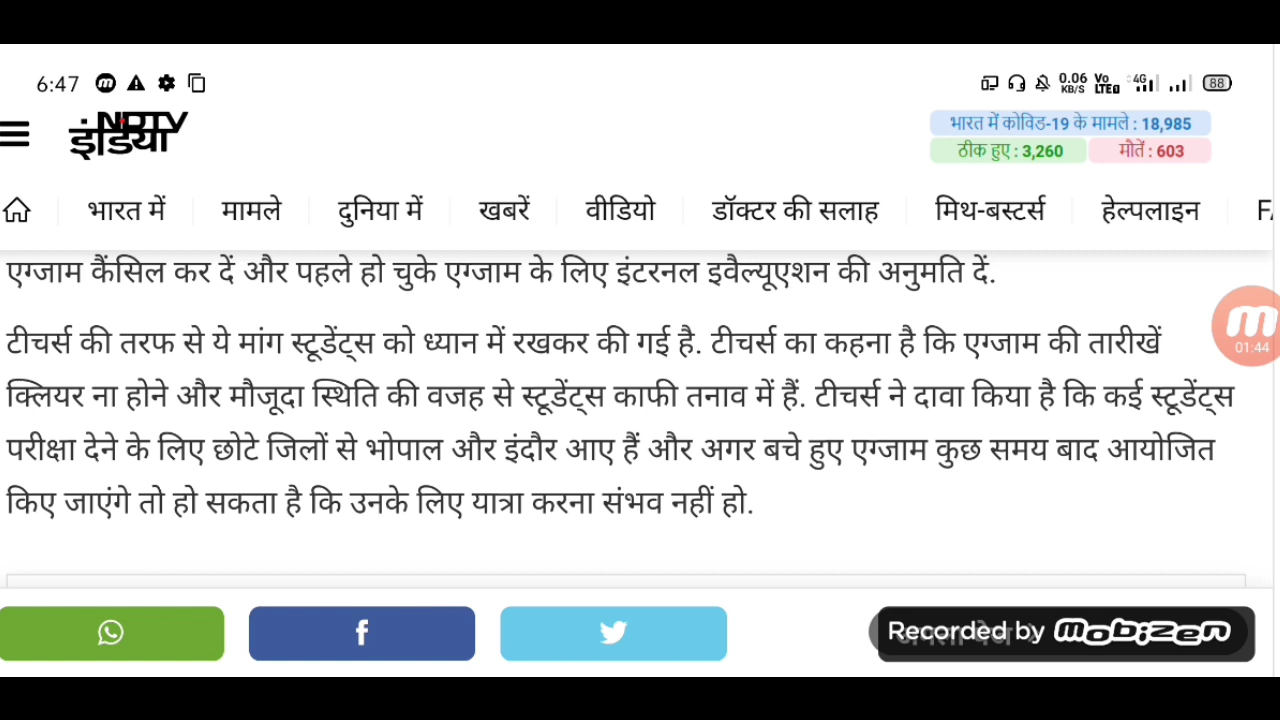 6:47 0.06 KB/S Vo LTE 4G 88
NDTV
इंडिया
भारत में कोविड-19 के मामले : 18,985
ठीक हुए : 3,260 मौतें : 603
भारत में मामले दुनिया में खबरें वीडियो डॉक्टर की सलाह मिथ-बस्टर्स हेल्पलाइन
एग्जाम कैंसिल कर दें और पहले हो चुके एग्जाम के लिए इंटरनल इवैल्यूएशन की अनुमति दें.
टीचर्स की तरफ से ये मांग स्टूडेंट्स को ध्यान में रखकर की गई है. टीचर्स का कहना है कि एग्जाम की तारीखें
क्लियर ना होने और मौजूदा स्थिति की वजह से स्टूडेंट्स काफी तनाव में हैं. टीचर्स ने दावा किया है कि कई स्टूडेंट्स
परीक्षा देने के लिए छोटे जिलों से भोपाल और इंदौर आए हैं और अगर बचे हुए एग्जाम कुछ समय बाद आयोजित
किए जाएंगे तो हो सकता है कि उनके लिए यात्रा करना संभव नहीं हो.
01:44
Recorded by mobizen